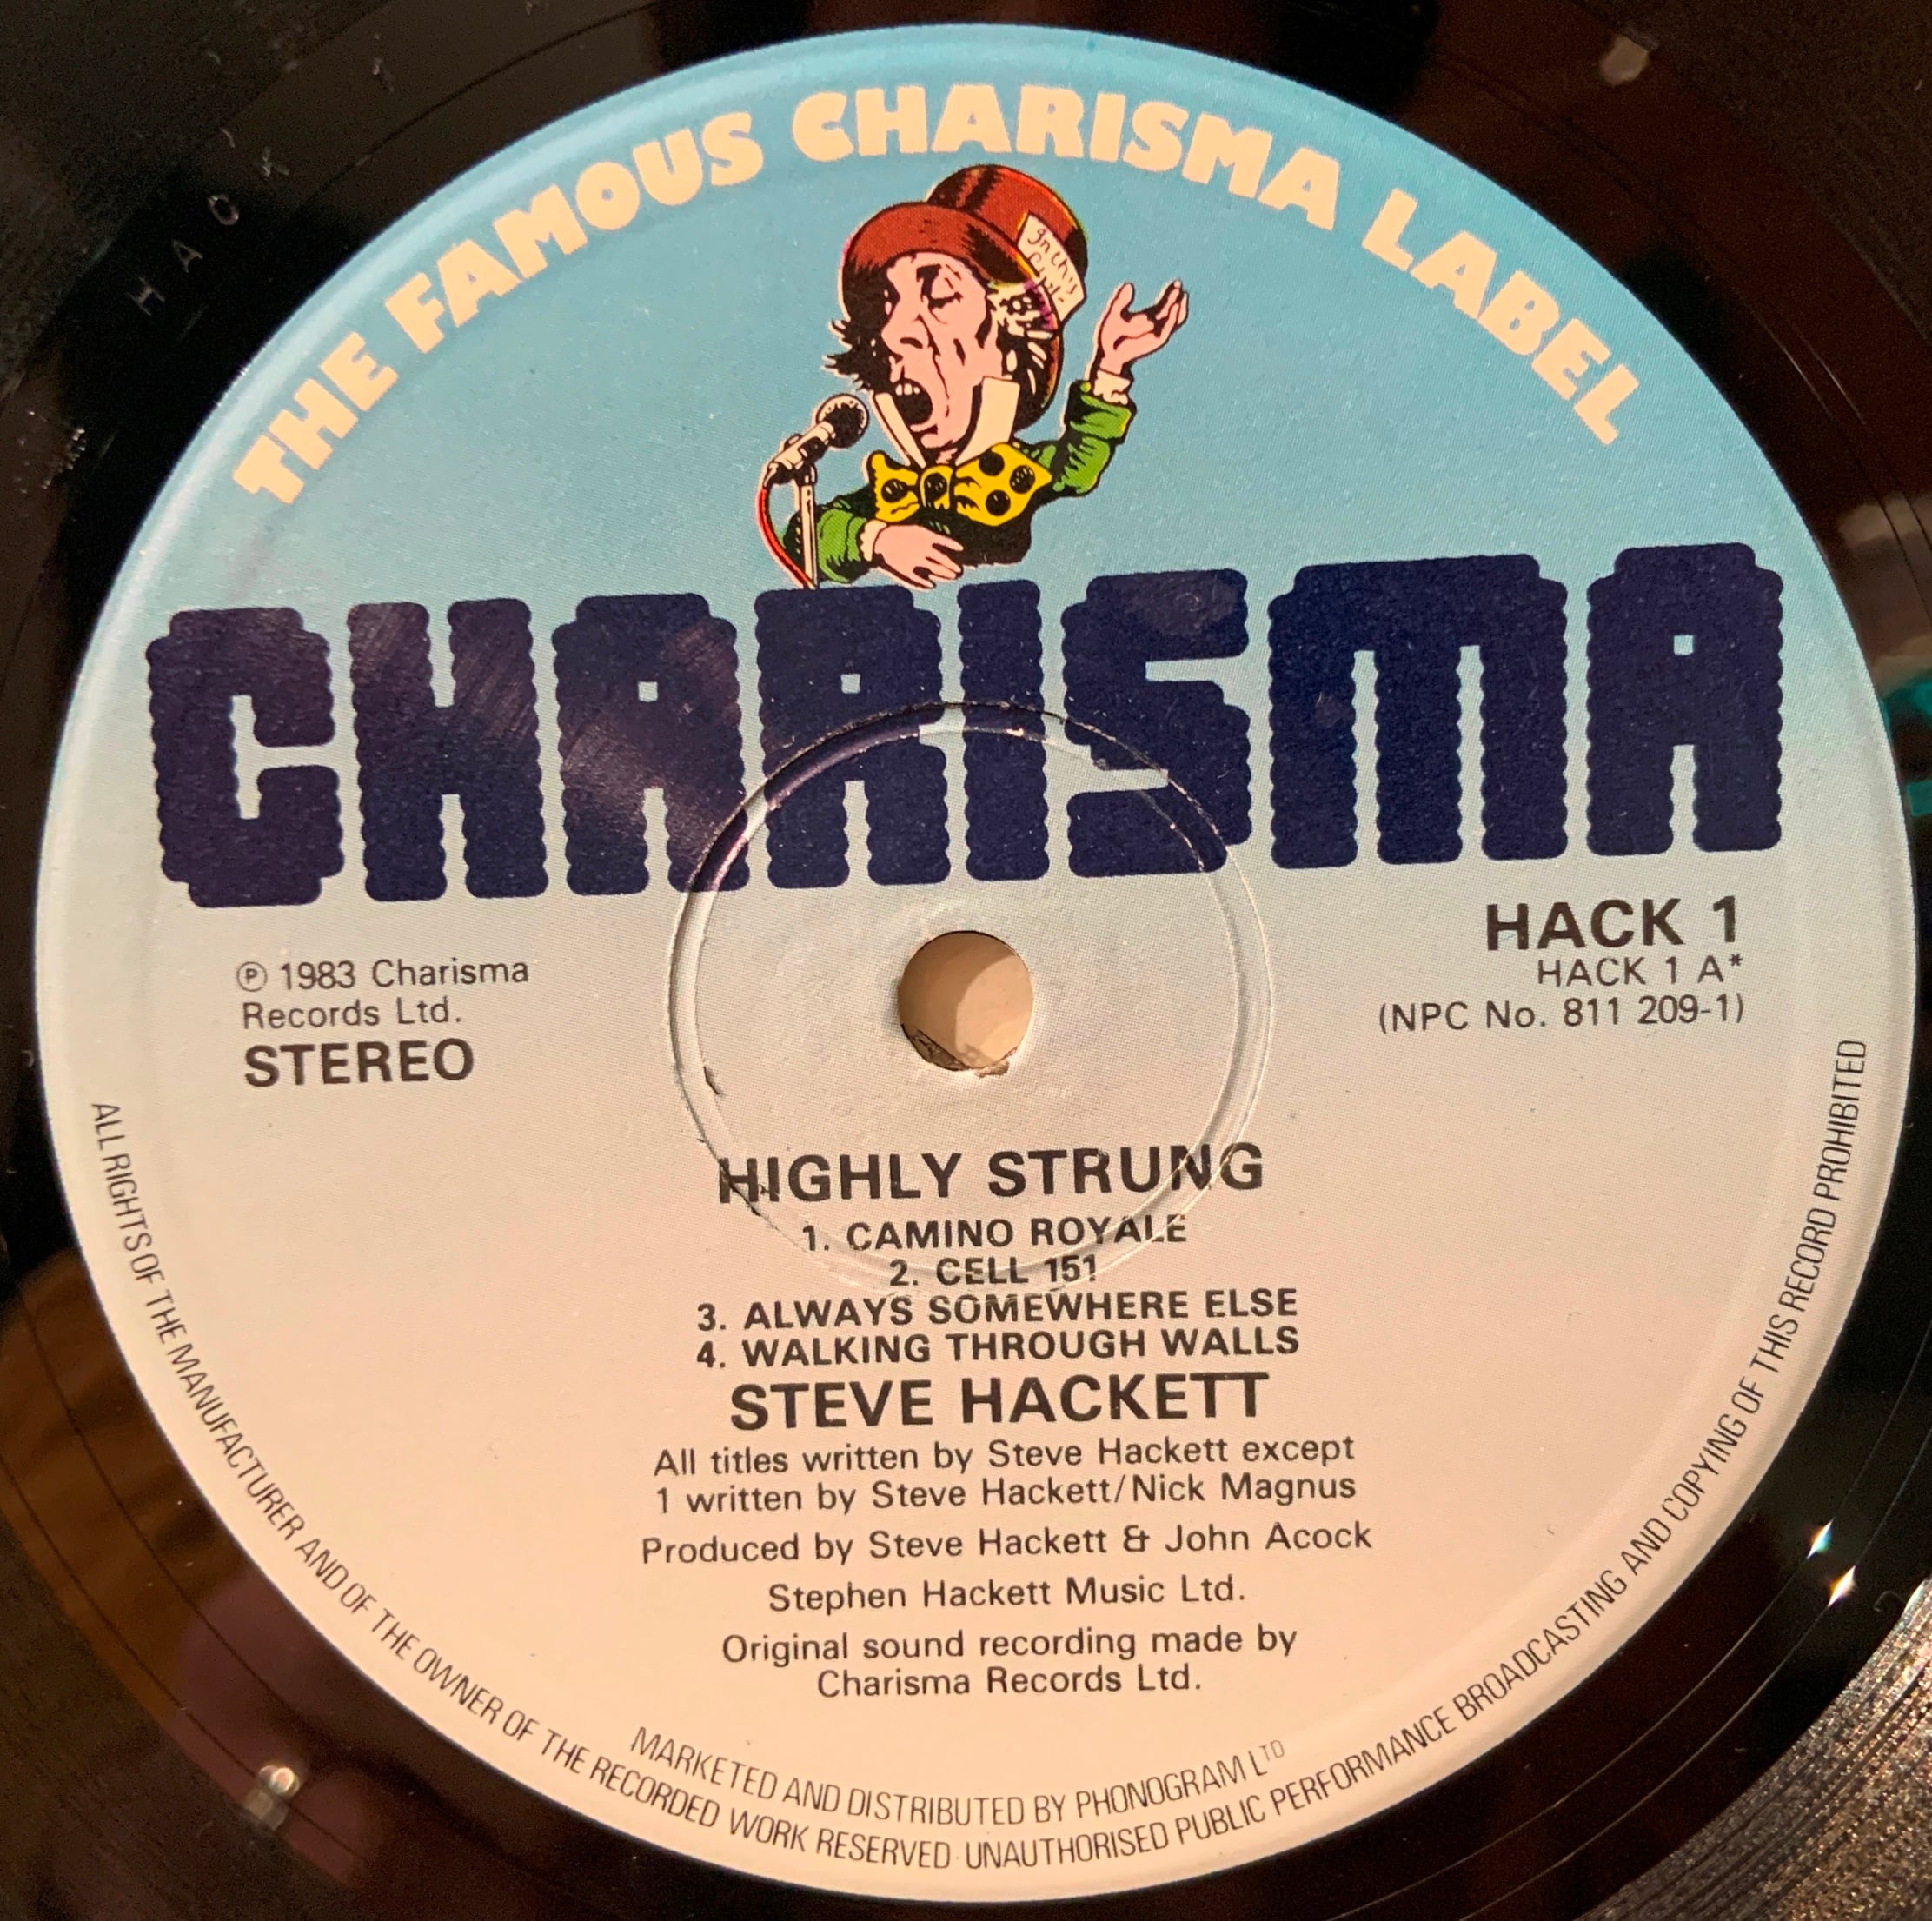 THE FAMOUS CHARISMA LABEL
In this
CHARISMA
HACK 1
HACK 1 A*
(NPC No. 811 209-1)
℗ 1983 Charisma
Records Ltd.
STEREO
HIGHLY STRUNG
1. CAMINO ROYALE
2. CELL 151
3. ALWAYS SOMEWHERE ELSE
4. WALKING THROUGH WALLS
STEVE HACKETT
All titles written by Steve Hackett except
1 written by Steve Hackett/Nick Magnus
Produced by Steve Hackett & John Acock
Stephen Hackett Music Ltd.
Original sound recording made by
Charisma Records Ltd.
MARKETED AND DISTRIBUTED BY PHONOGRAM LTD
ALL RIGHTS OF THE MANUFACTURER AND OF THE OWNER OF THE RECORDED WORK RESERVED · UNAUTHORISED PUBLIC PERFORMANCE BROADCASTING AND COPYING OF THIS RECORD PROHIBITED
HACK